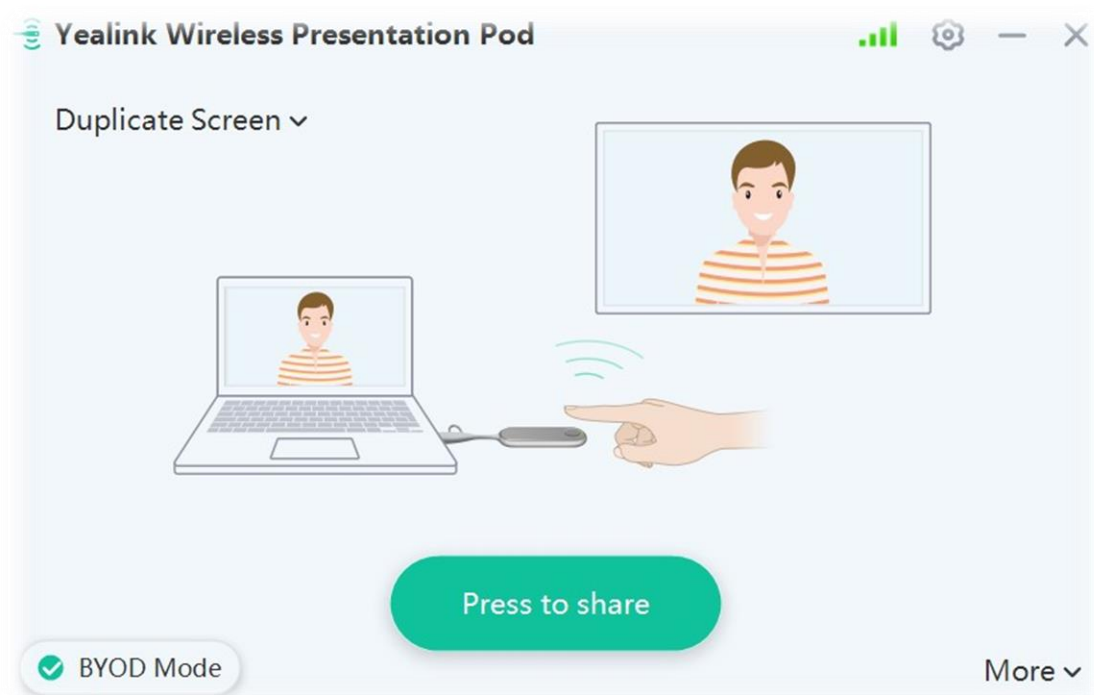 Yealink Wireless Presentation Pod
Duplicate Screen
Press to share
BYOD Mode
More